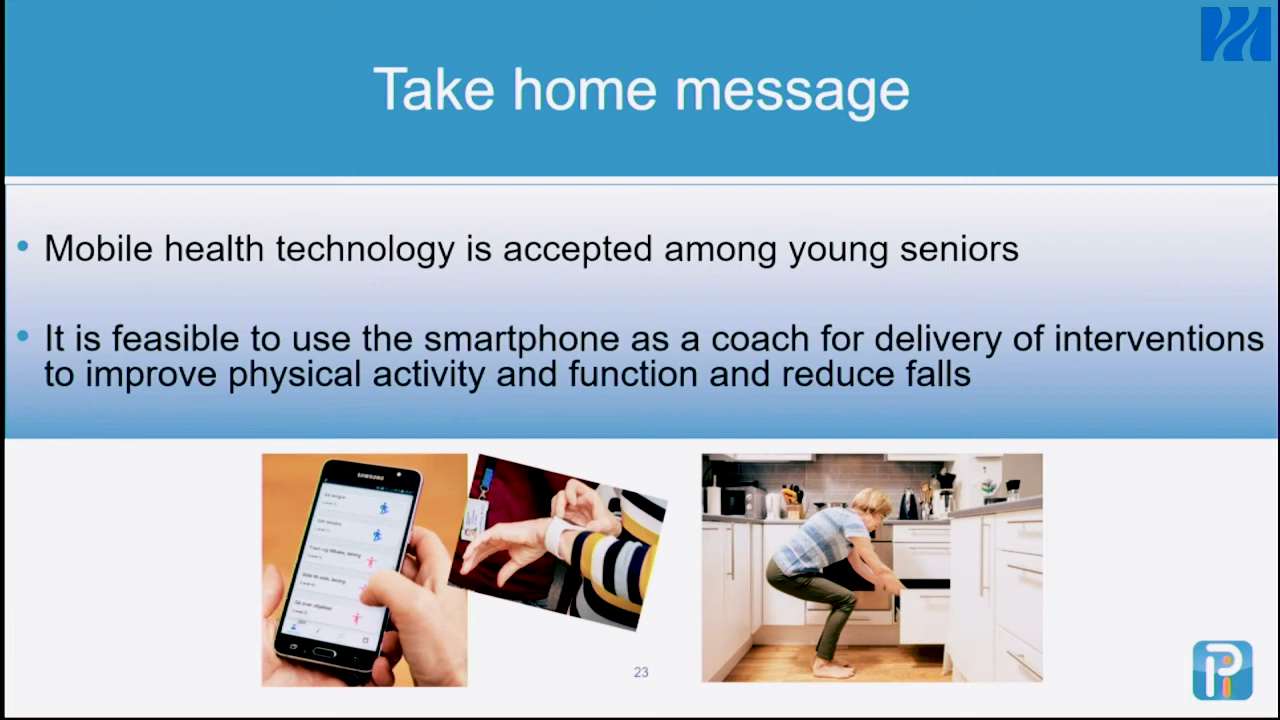 Take home message
• Mobile health technology is accepted among young seniors
• It is feasible to use the smartphone as a coach for delivery of interventions
to improve physical activity and function and reduce falls
SAMSUNG
23